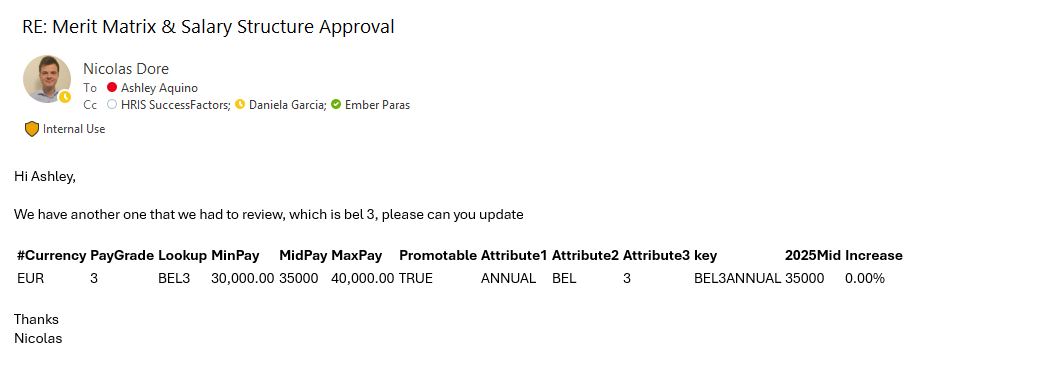 RE: Merit Matrix & Salary Structure Approval
Nicolas Dore
To Ashley Aquino
Cc HRIS SuccessFactors; Daniela Garcia; Ember Paras
Internal Use
Hi Ashley,
We have another one that we had to review, which is bel 3, please can you update
#Currency PayGrade Lookup MinPay MidPay MaxPay Promotable Attribute1 Attribute2 Attribute3 key 2025Mid Increase
EUR 3 BEL3 30,000.00 35000 40,000.00 TRUE ANNUAL BEL 3 BEL3ANNUAL 35000 0.00%
Thanks
Nicolas